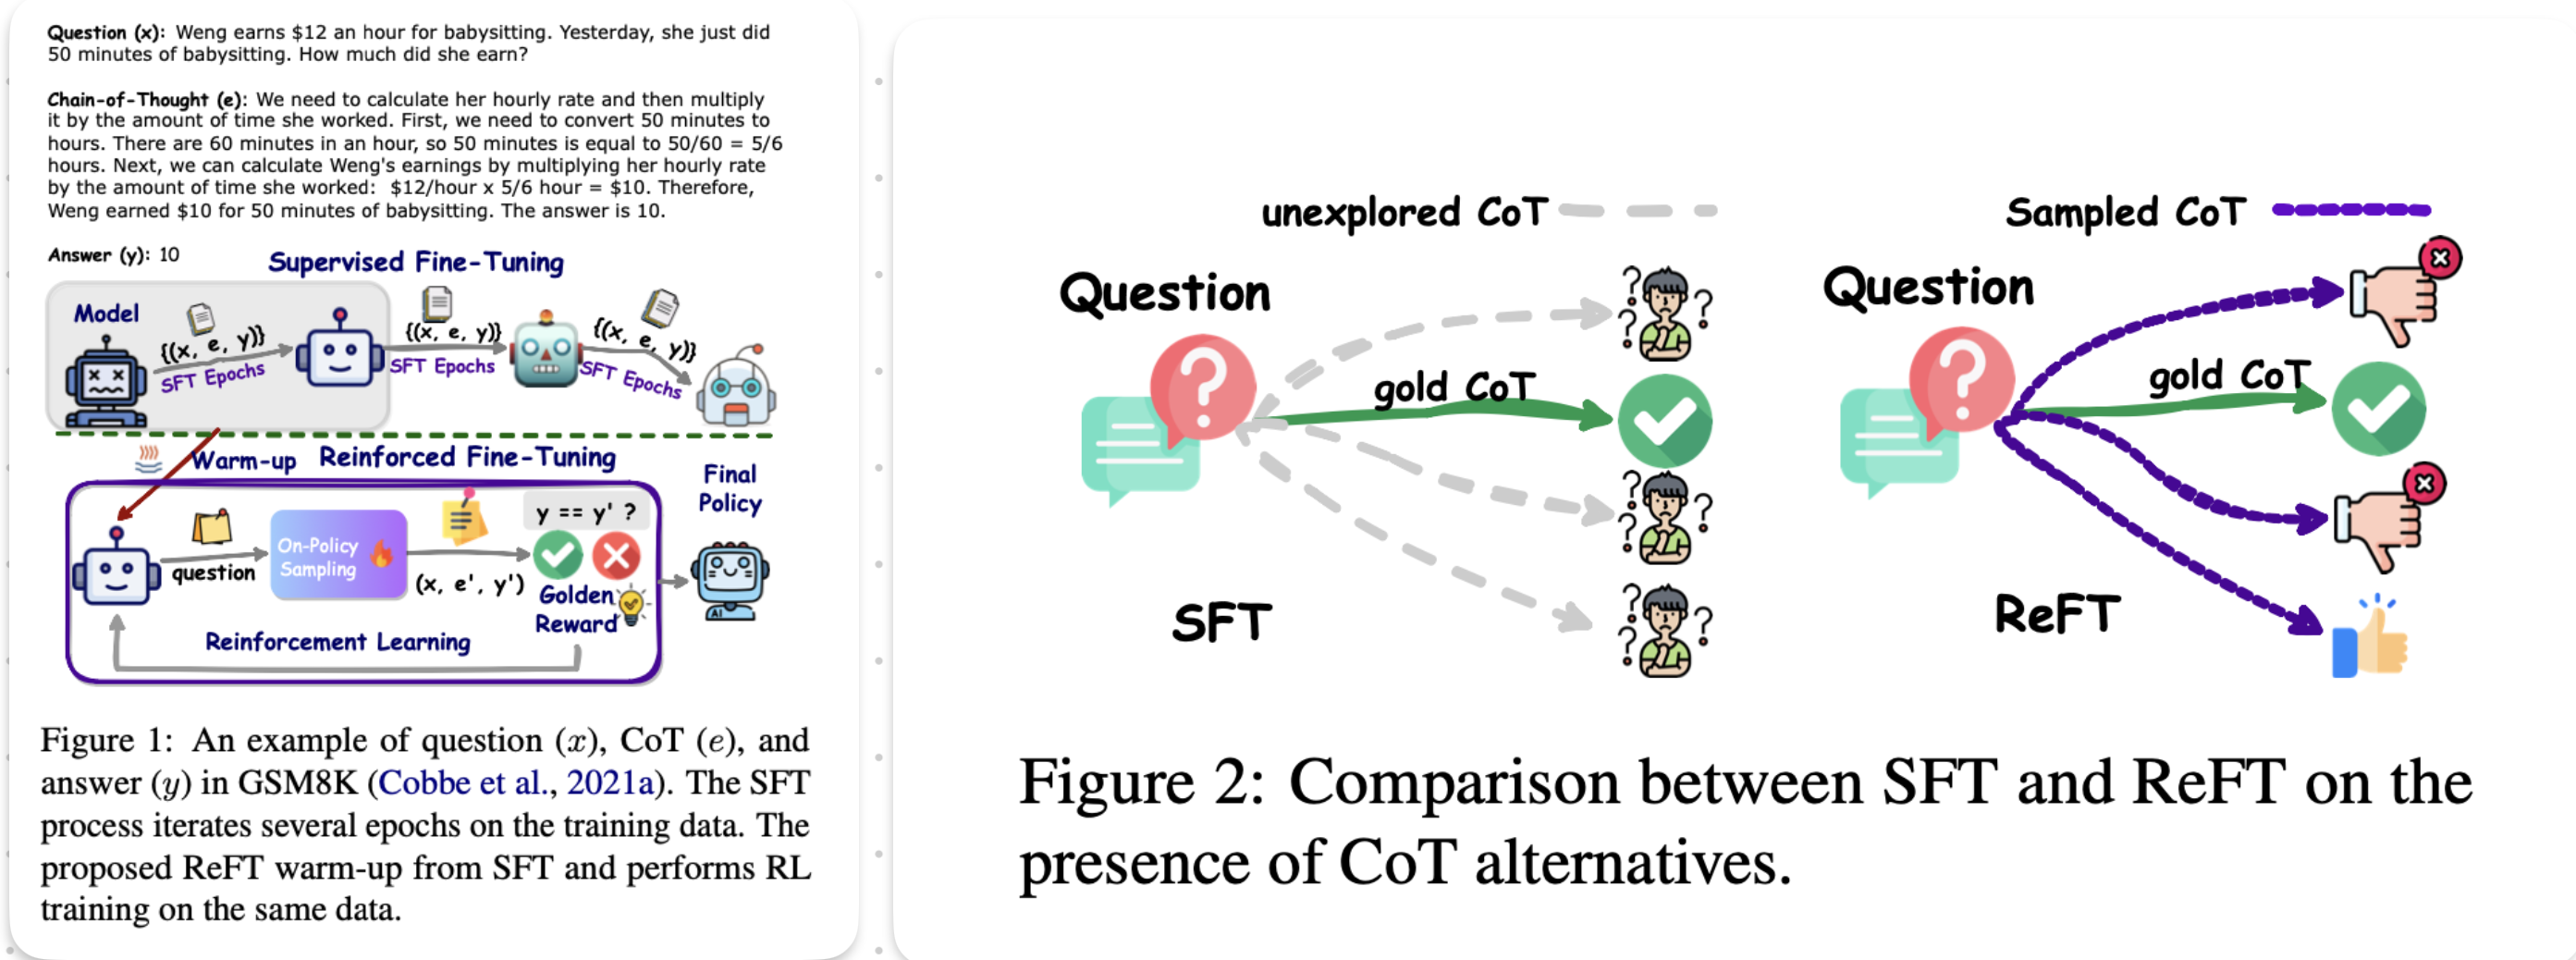 Question (x): Weng earns $12 an hour for babysitting. Yesterday, she just did
50 minutes of babysitting. How much did she earn?
Chain-of-Thought (e): We need to calculate her hourly rate and then multiply
it by the amount of time she worked. First, we need to convert 50 minutes to
hours. There are 60 minutes in an hour, so 50 minutes is equal to 50/60 = 5/6
hours. Next, we can calculate Weng's earnings by multiplying her hourly rate
by the amount of time she worked: $12/hour x 5/6 hour = $10. Therefore,
Weng earned $10 for 50 minutes of babysitting. The answer is 10.
Answer (y): 10
Supervised Fine-Tuning
Model
{(x, e, y)}
SFT Epochs
{(x, e, y)}
SFT Epochs
{(x, e, y)}
SFT Epochs
Warm-up
Reinforced Fine-Tuning
Final
Policy
question
On-Policy
Sampling
(x, e', y')
y == y' ?
Golden
Reward
AI
Reinforcement Learning
Figure 1: An example of question (x), CoT (e), and
answer (y) in GSM8K (Cobbe et al., 2021a). The SFT
process iterates several epochs on the training data. The
proposed ReFT warm-up from SFT and performs RL
training on the same data.
unexplored CoT
Question
gold CoT
SFT
Sampled CoT
Question
gold CoT
ReFT
Figure 2: Comparison between SFT and ReFT on the
presence of CoT alternatives.